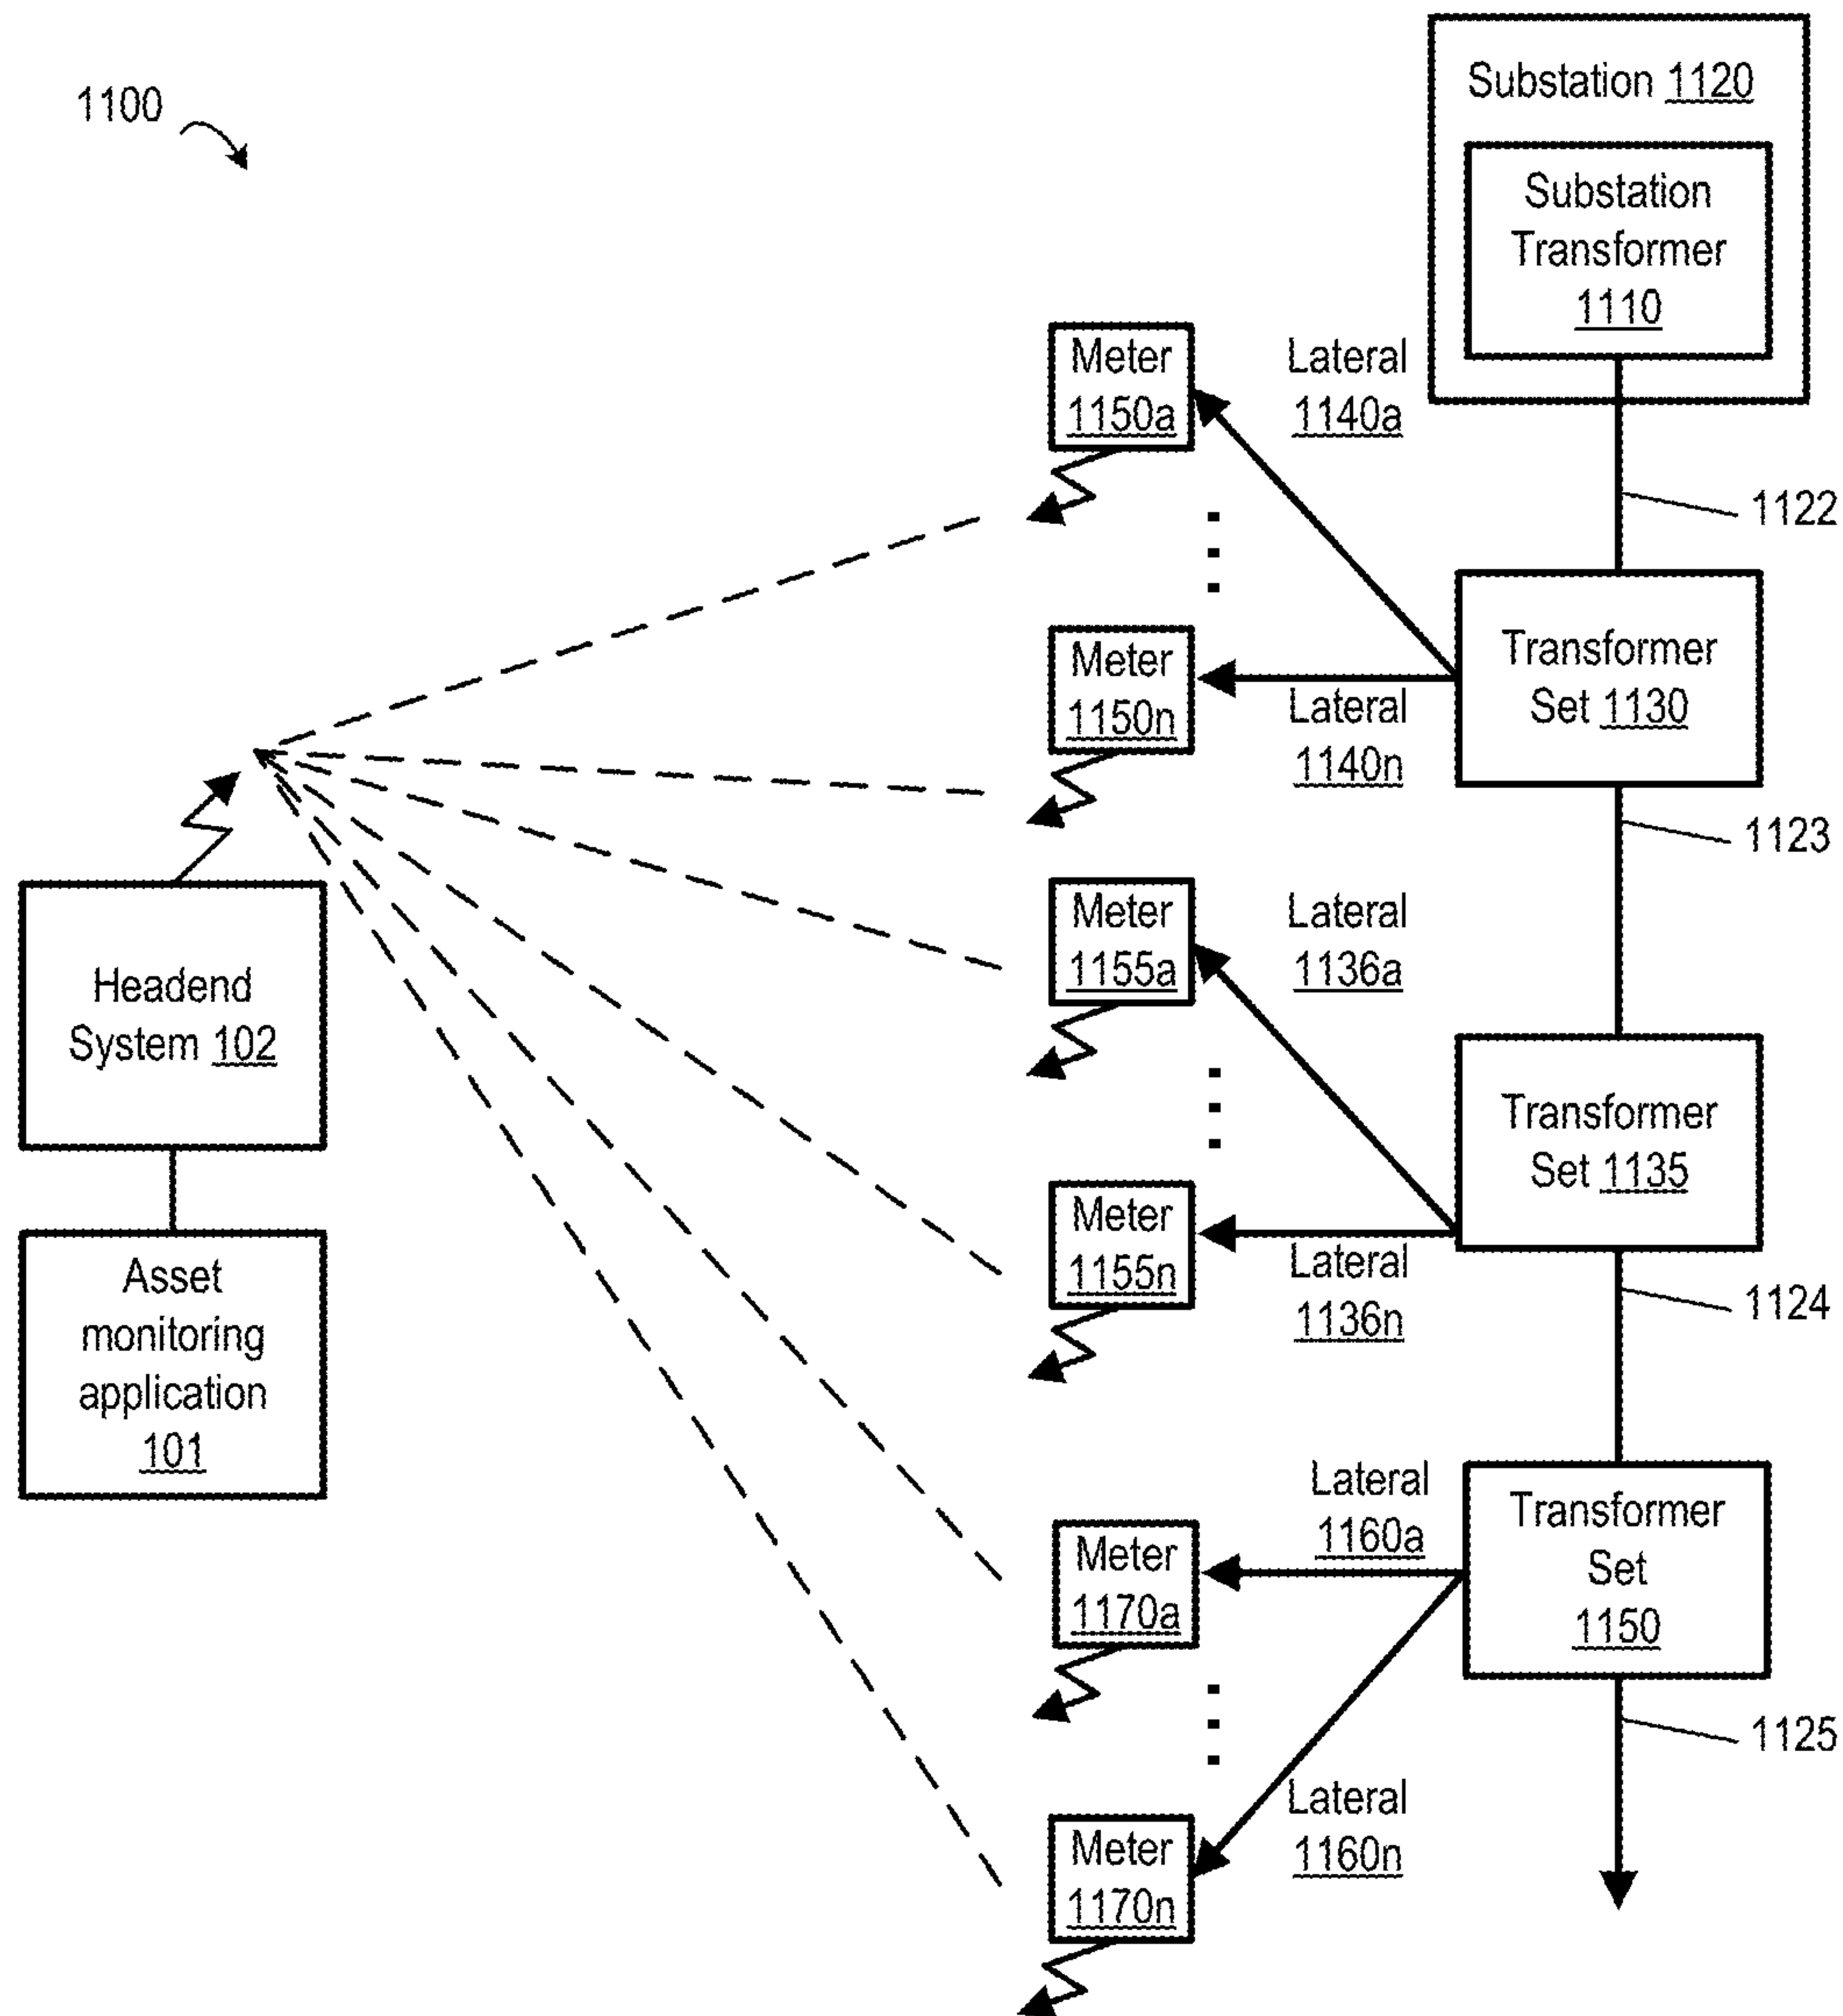 1100
Substation 1120
Substation
Transformer
1110
Meter
1150a
Lateral
1140a
1122
Meter
1150n
Lateral
1140n
Transformer
Set 1130
1123
Meter
1155a
Lateral
1136a
Headend
System 102
Transformer
Set 1135
Meter
1155n
Lateral
1136n
1124
Asset
monitoring
application
101
Lateral
1160a
Transformer
Set
1150
Meter
1170a
1125
Lateral
1160n
Meter
1170n